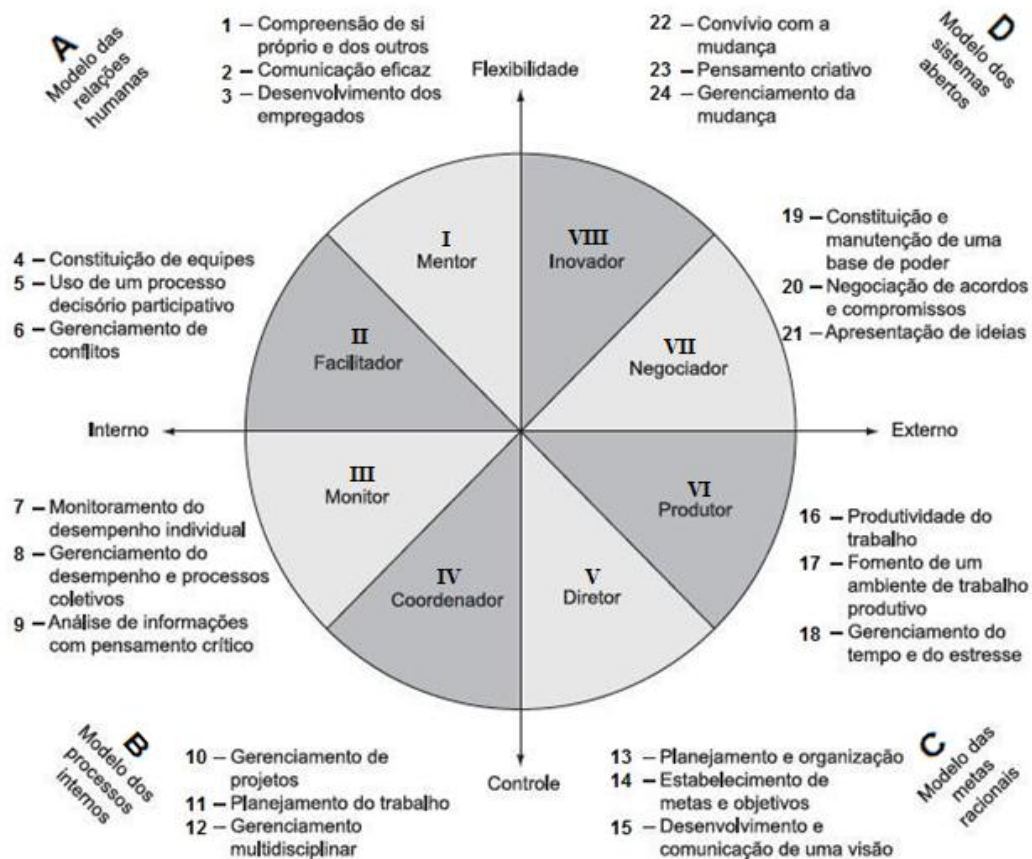 A
Modelo das
relações
humanas
1 – Compreensão de si
próprio e dos outros
2 – Comunicação eficaz
3 – Desenvolvimento dos
empregados
Flexibilidade
22 – Convívio com a
mudança
23 – Pensamento criativo
24 – Gerenciamento da
mudança
D
Modelo dos
sistemas
abertos
4 – Constituição de equipes
5 – Uso de um processo
decisório participativo
6 – Gerenciamento de
conflitos
I
Mentor
VIII
Inovador
II
Facilitador
VII
Negociador
19 – Constituição e
manutenção de uma
base de poder
20 – Negociação de acordos
e compromissos
21 – Apresentação de ideias
Interno
Externo
7 – Monitoramento do
desempenho individual
8 – Gerenciamento do
desempenho e processos
coletivos
9 – Análise de informações
com pensamento crítico
III
Monitor
VI
Produtor
IV
Coordenador
V
Diretor
16 – Produtividade do
trabalho
17 – Fomento de um
ambiente de trabalho
produtivo
18 – Gerenciamento do
tempo e do estresse
B
Modelo dos
processos
internos
10 – Gerenciamento de
projetos
11 – Planejamento do trabalho
12 – Gerenciamento
multidisciplinar
Controle
13 – Planejamento e organização
14 – Estabelecimento de
metas e objetivos
15 – Desenvolvimento e
comunicação de uma visão
C
Modelo das
metas
racionais